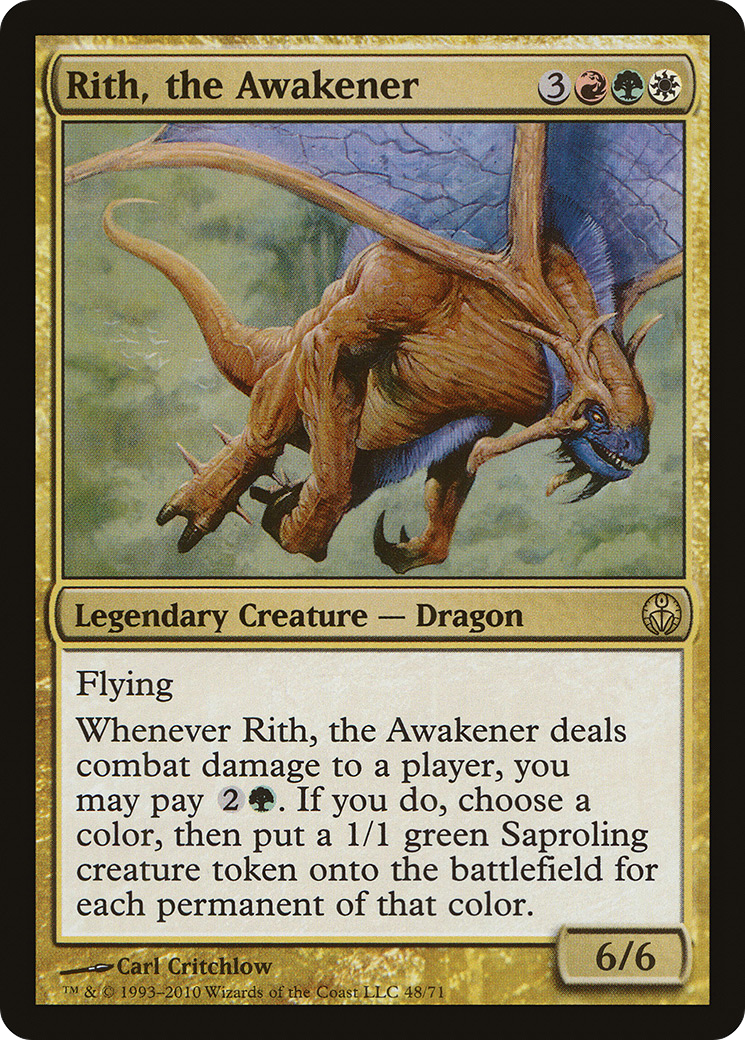 Rith, the Awakener 3
Legendary Creature — Dragon
Flying
Whenever Rith, the Awakener deals
combat damage to a player, you
may pay 2. If you do, choose a
color, then put a 1/1 green Saproling
creature token onto the battlefield for
each permanent of that color.
6/6
Carl Critchlow
™ & © 1993–2010 Wizards of the Coast LLC 48/71